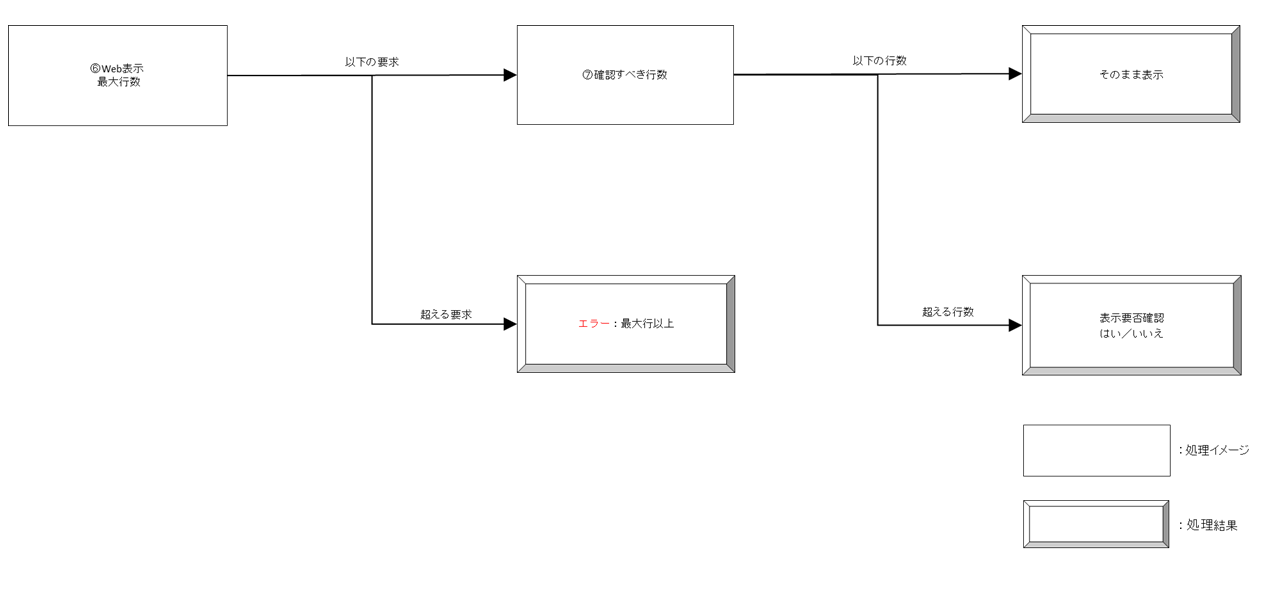 ⑥Web表示
最大行数
以下の要求
⑦確認すべき行数
以下の行数
そのまま表示
超える要求
エラー：最大行以上
超える行数
表示要否確認
はい／いいえ
：処理イメージ
：処理結果